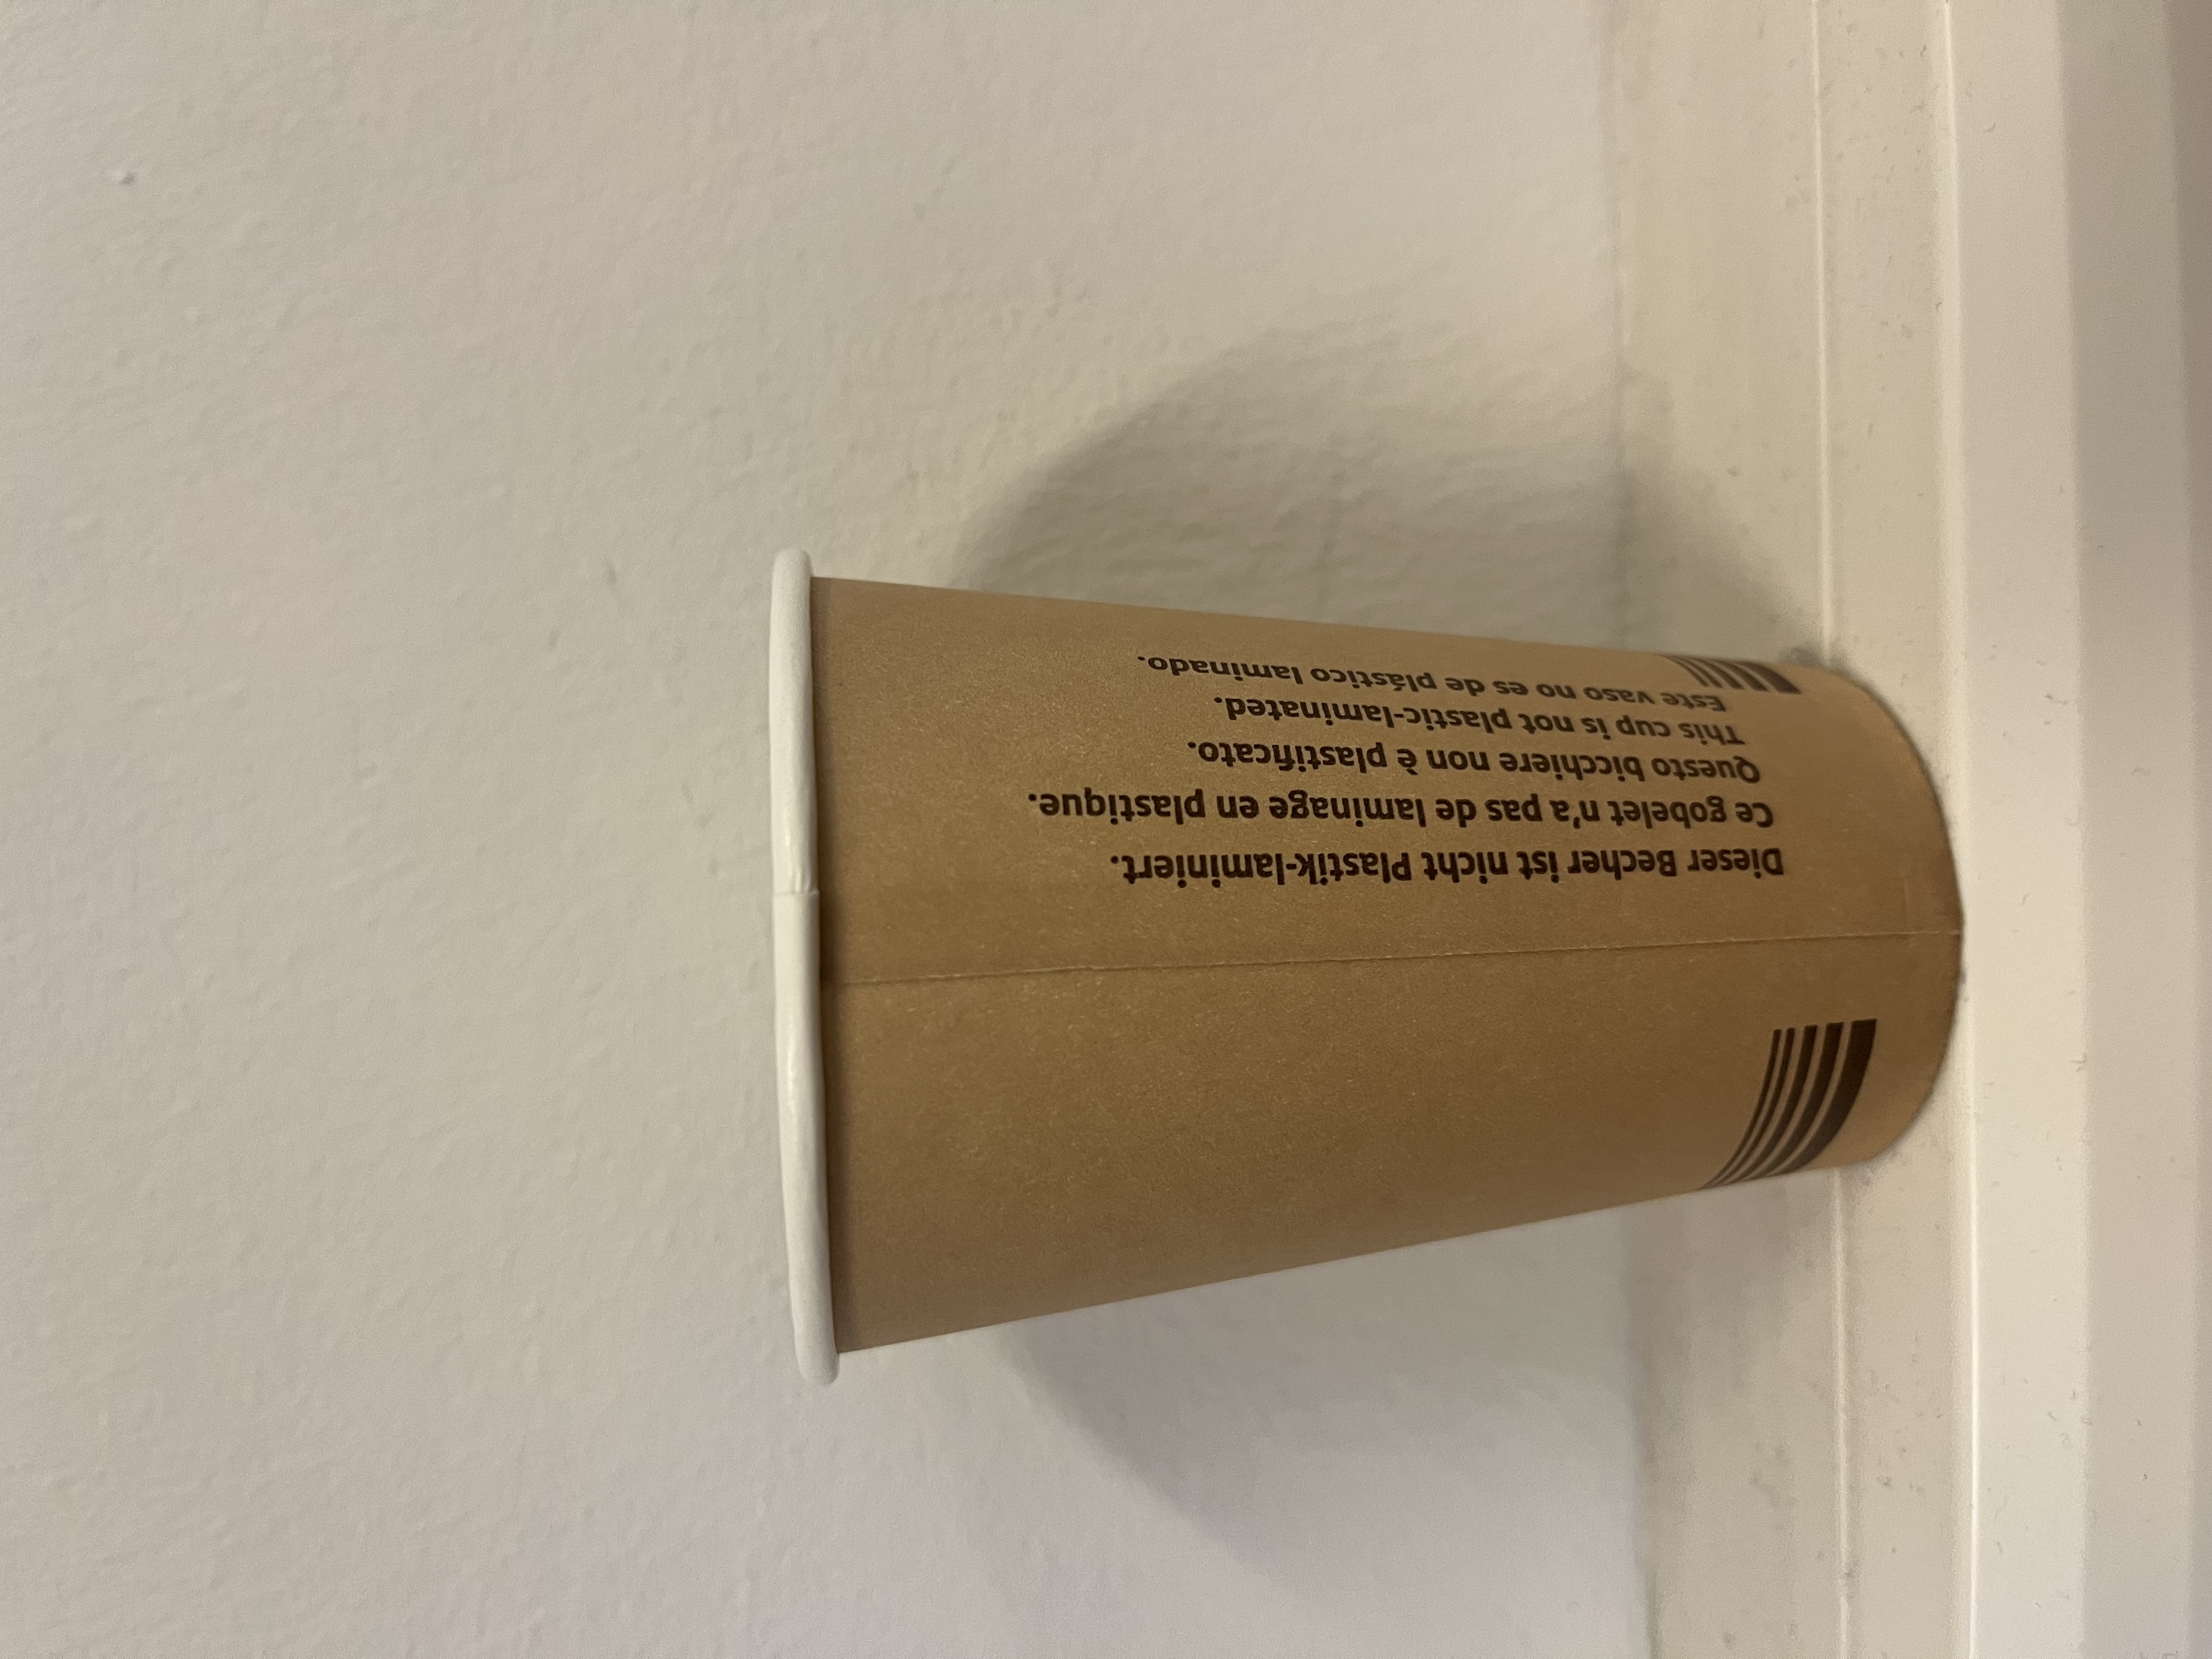 Dieser Becher ist nicht Plastik-laminiert.
Ce gobelet n'a pas de laminage en plastique.
Questo bicchiere non è plastificato.
This cup is not plastic-laminated.
Este vaso no es de plástico laminado.